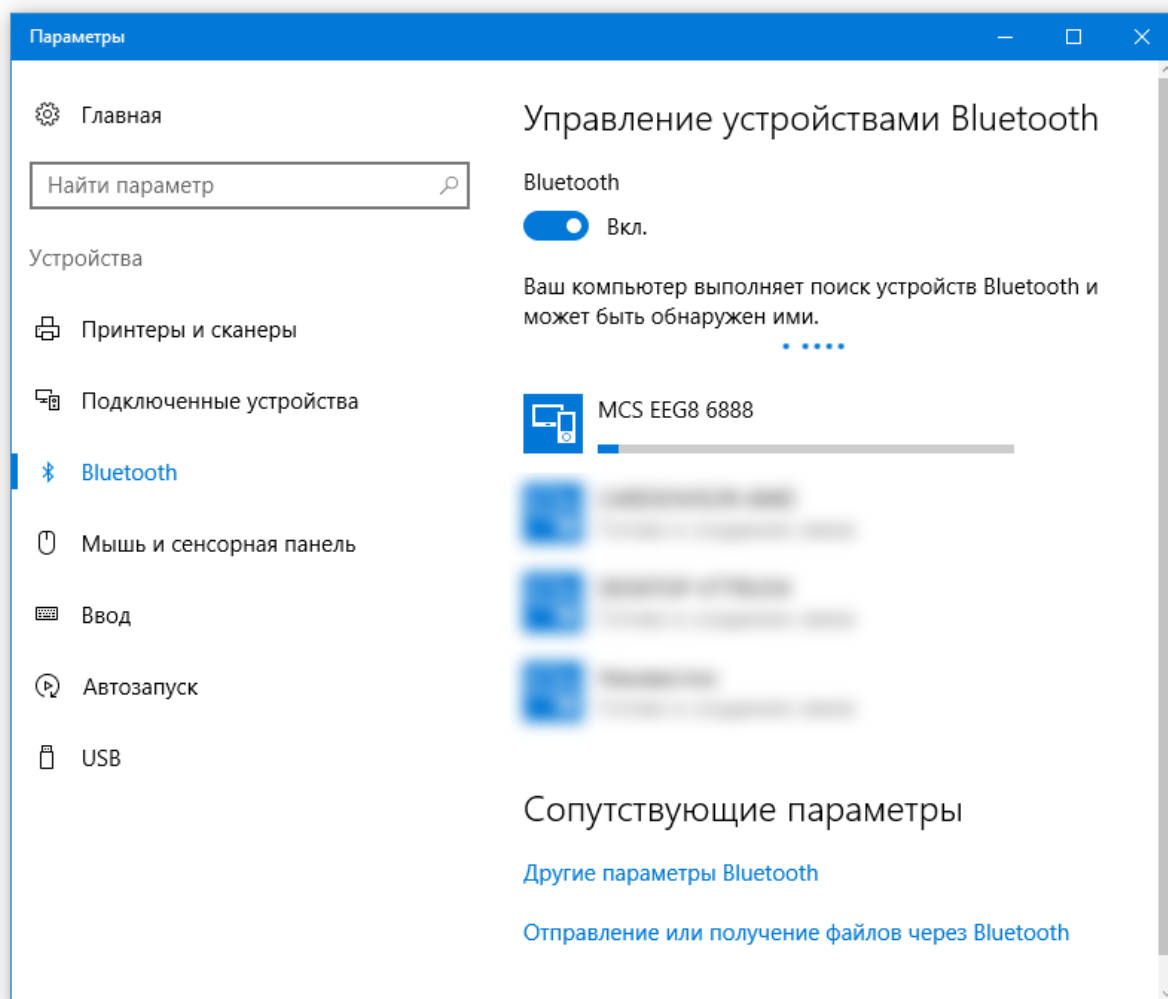 Параметры
Главная
Найти параметр
Устройства
Принтеры и сканеры
Подключенные устройства
Bluetooth
Мышь и сенсорная панель
Ввод
Автозапуск
USB
Управление устройствами Bluetooth
Bluetooth
Вкл.
Ваш компьютер выполняет поиск устройств Bluetooth и
может быть обнаружен ими.
MCS EEG8 6888
Сопутствующие параметры
Другие параметры Bluetooth
Отправление или получение файлов через Bluetooth